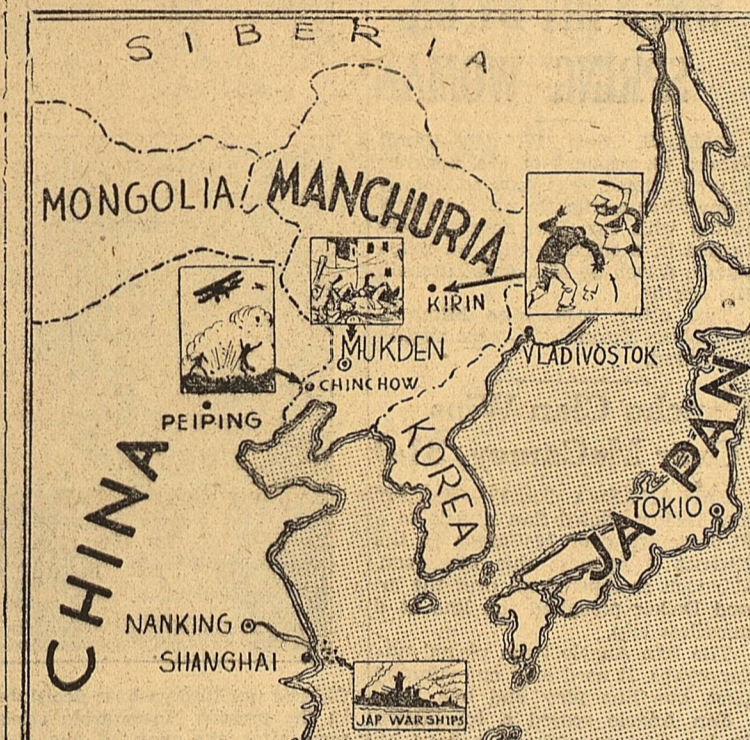 SIBERIA
MONGOLIA
MANCHURIA
KIRIN
MUKDEN
VLADIVOSTOK
CHINCHOW
PEIPING
KOREA
CHINA
JAPAN
TOKIO
NANKING
SHANGHAI
JAP WARSHIPS